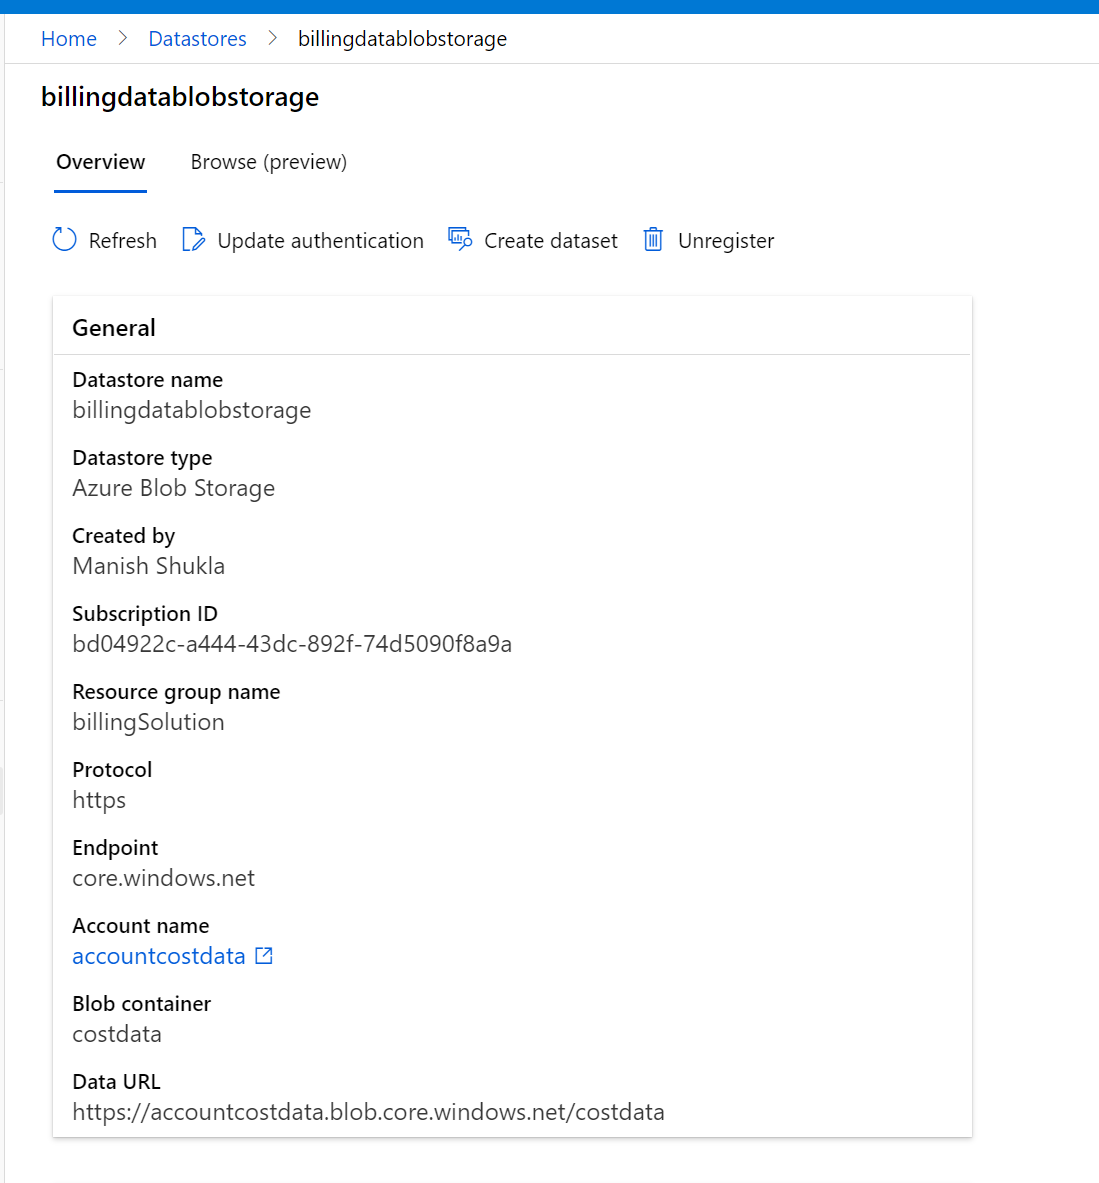 Home > Datastores > billingdatablobstorage
billingdatablobstorage
Overview Browse (preview)
Refresh Update authentication Create dataset Unregister
General
Datastore name
billingdatablobstorage
Datastore type
Azure Blob Storage
Created by
Manish Shukla
Subscription ID
bd04922c-a444-43dc-892f-74d5090f8a9a
Resource group name
billingSolution
Protocol
https
Endpoint
core.windows.net
Account name
accountcostdata
Blob container
costdata
Data URL
https://accountcostdata.blob.core.windows.net/costdata